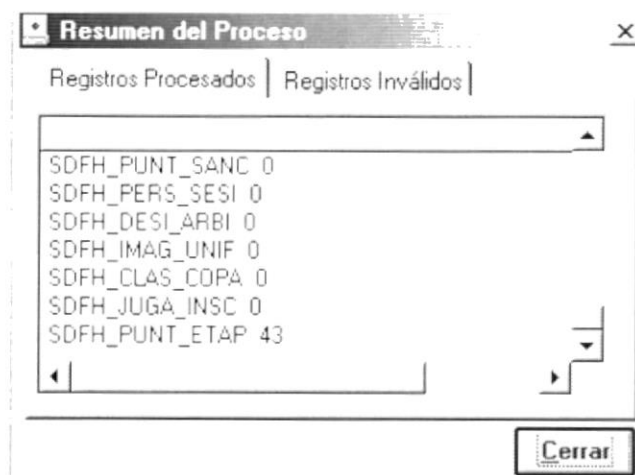 Resumen del Proceso
Registros Procesados
Registros Inválidos
SDFH_PUNT_SANC 0
SDFH_PERS_SESI 0
SDFH_DESI_ARBI 0
SDFH_IMAG_UNIF 0
SDFH_CLAS_COPA 0
SDFH_JUGA_INSC 0
SDFH_PUNT_ETAP 43
Cerrar